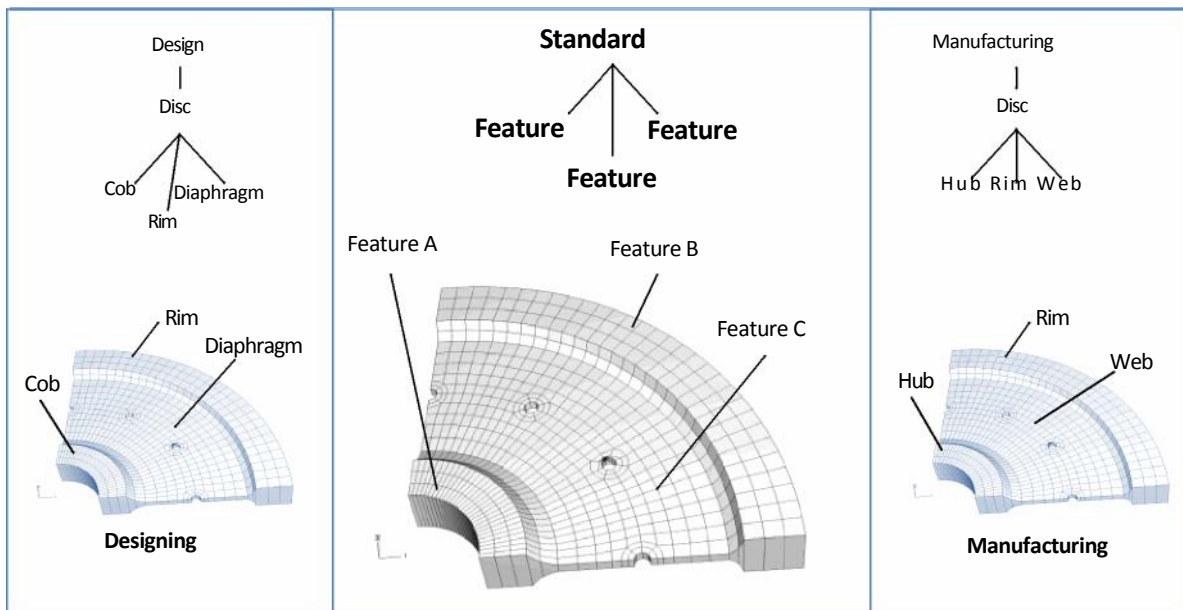 Design
Disc
Cob
Diaphragm
Rim
Rim
Diaphragm
Cob
Designing
Standard
Feature
Feature
Feature
Feature A
Feature B
Feature C
Manufacturing
Disc
Hub Rim Web
Rim
Web
Hub
Manufacturing